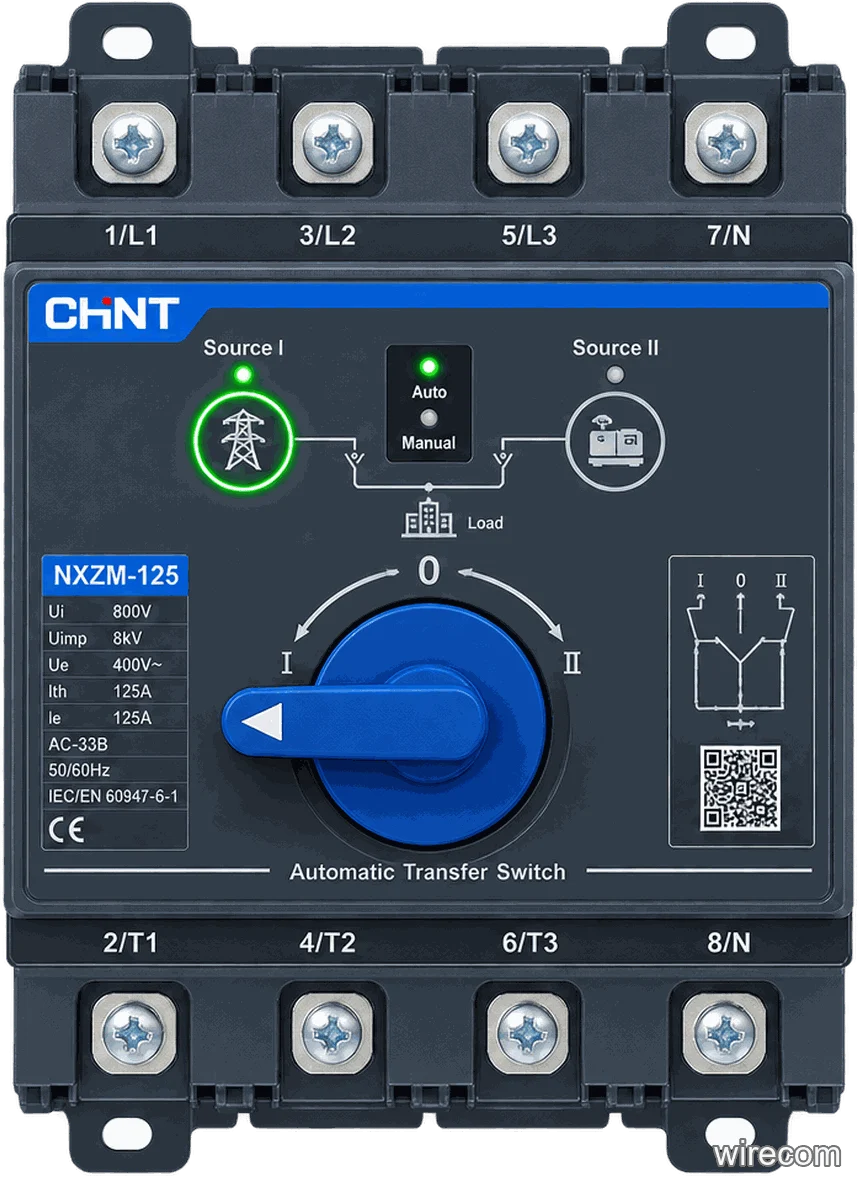 1/L1 3/L2 5/L3 7/N
CHNT
Source I
Source II
Auto
Manual
Load
NXZM-125
Ui 800V
Uimp 8kV
Ue 400V~
Ith 125A
Ie 125A
AC-33B
50/60Hz
IEC/EN 60947-6-1
CE
0
I
II
I 0 II
Automatic Transfer Switch
2/T1 4/T2 6/T3 8/N
wirecom